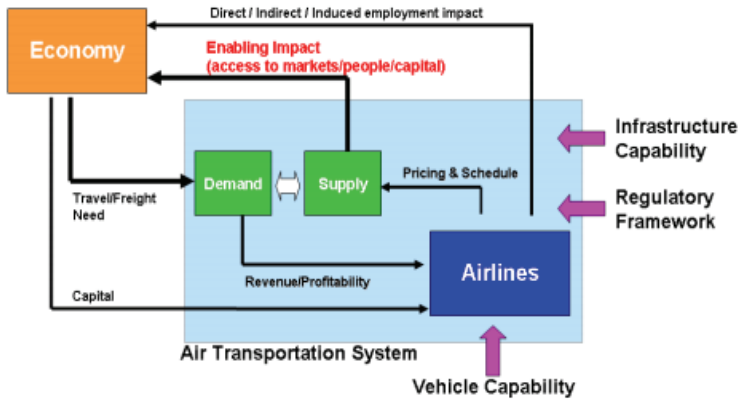 Direct / Indirect / Induced employment impact
Economy
Enabling Impact
(access to markets/people/capital)
Infrastructure
Capability
Demand
Supply
Pricing & Schedule
Travel/Freight
Need
Regulatory
Framework
Airlines
Revenue/Profitability
Capital
Air Transportation System
Vehicle Capability